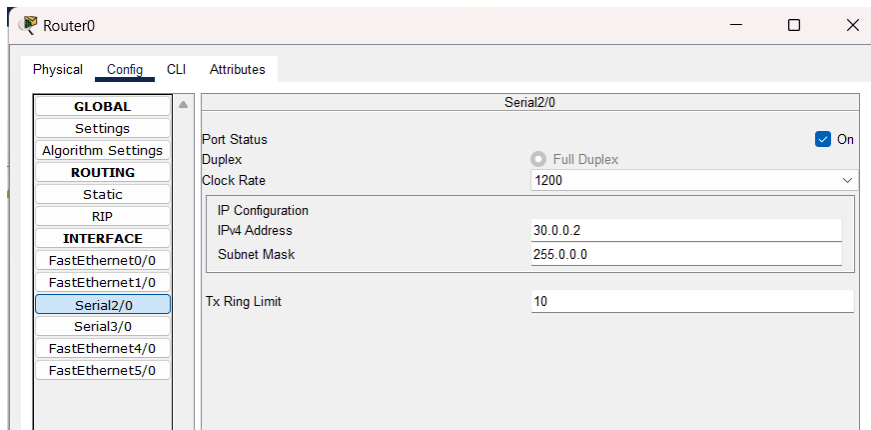 Router0
Physical Config CLI Attributes
GLOBAL
Settings
Algorithm Settings
ROUTING
Static
RIP
INTERFACE
FastEthernet0/0
FastEthernet1/0
Serial2/0
Serial3/0
FastEthernet4/0
FastEthernet5/0
Serial2/0
Port Status On
Duplex Full Duplex
Clock Rate 1200
IP Configuration
IPv4 Address 30.0.0.2
Subnet Mask 255.0.0.0
Tx Ring Limit 10